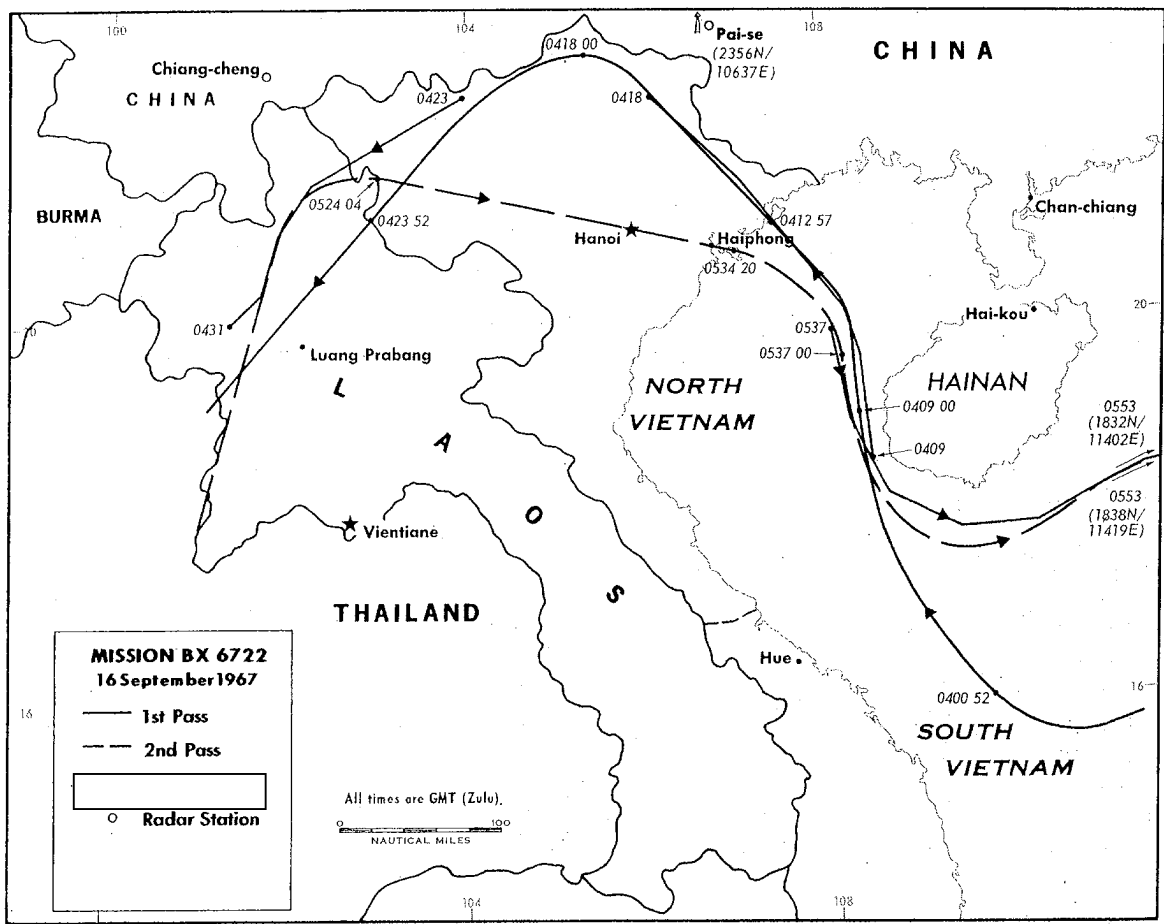 100
104
108
0418 00
Pai-se
(2356N/
10637E)
CHINA
Chiang-cheng
CHINA
0423
0418
BURMA
0524 04
0423 52
0412 57
Chan-chiang
Hanoi
Haiphong
0534 20
20
Hai-kou
0431
0537
0537 00
Luang Prabang
HAINAN
NORTH
VIETNAM
L
A
O
S
0409 00
0409
0553
(1832N/
11402E)
0553
(1838N/
11419E)
Vientiane
THAILAND
Hue
0400 52
16
16
SOUTH
VIETNAM
MISSION BX 6722
16 September 1967
1st Pass
2nd Pass
Radar Station
All times are GMT (Zulu).
0 100
NAUTICAL MILES
104
108